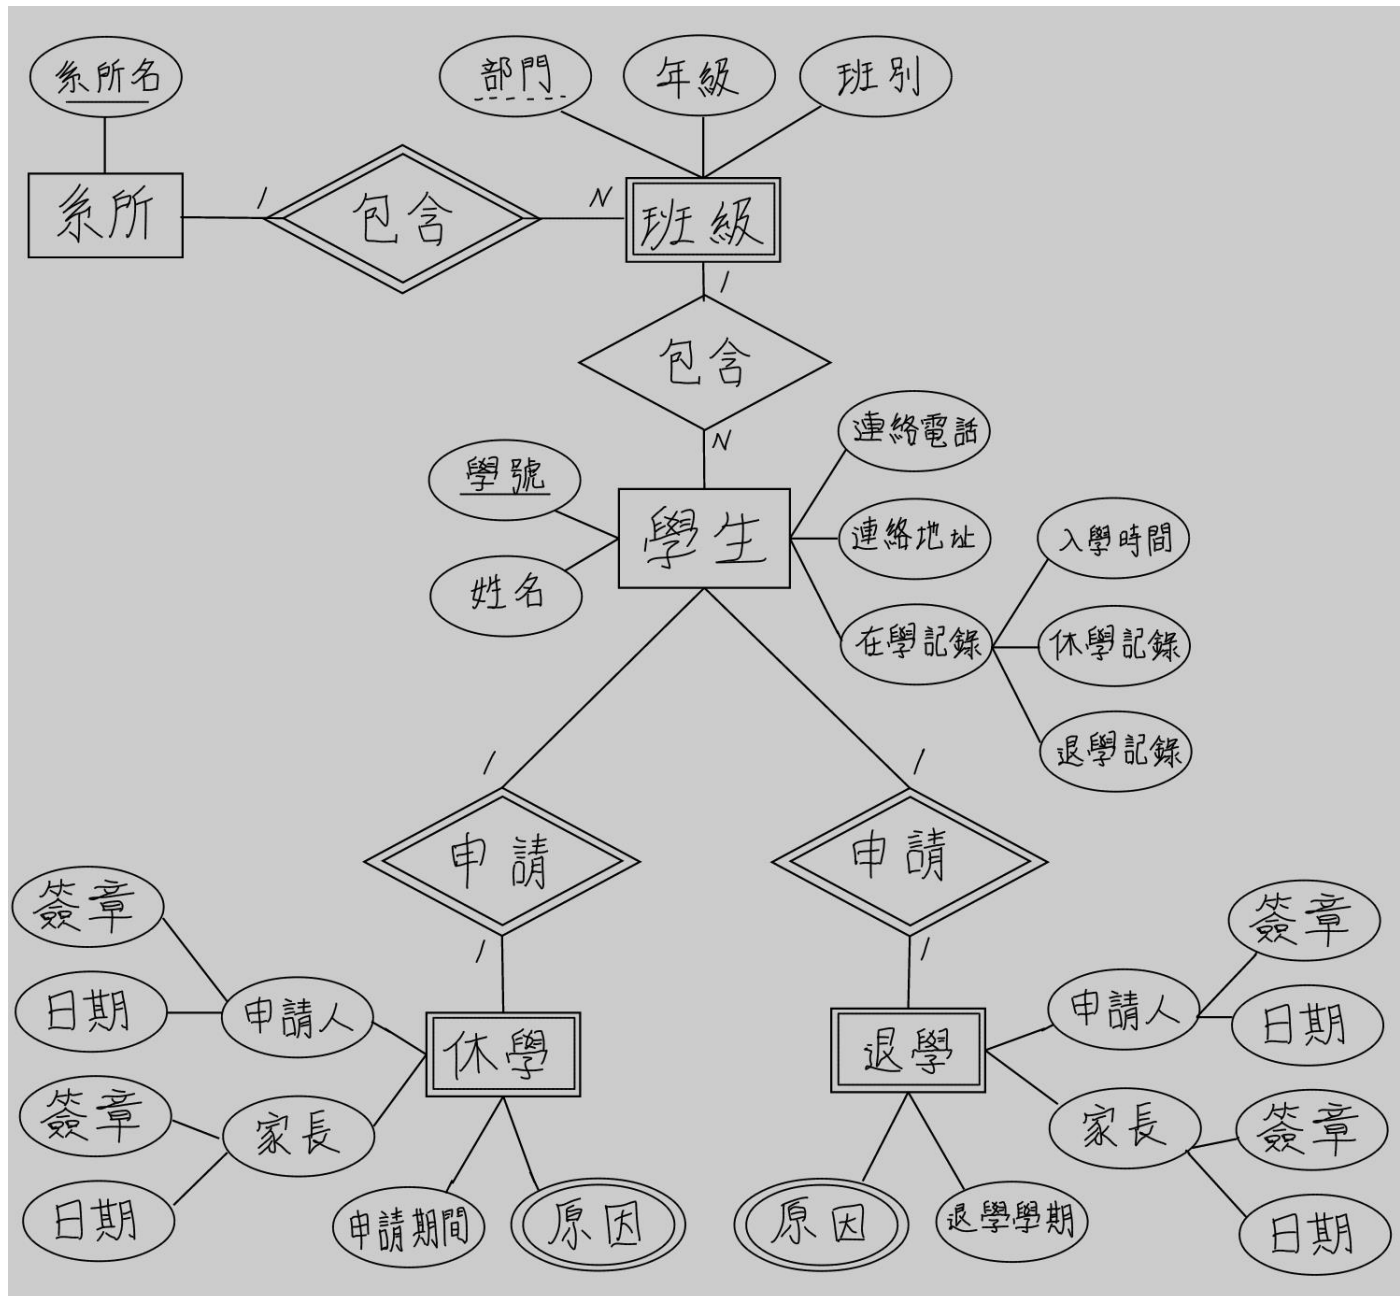 系所名
部門
年級
班別
系所
1
包含
N
班級
1
包含
N
連絡電話
學號
學生
連絡地址
入學時間
姓名
在學記錄
休學記錄
退學記錄
1
1
申請
申請
簽章
簽章
1
1
日期
申請人
申請人
日期
休學
退學
簽章
家長
家長
簽章
日期
申請期間
原因
原因
退學學期
日期